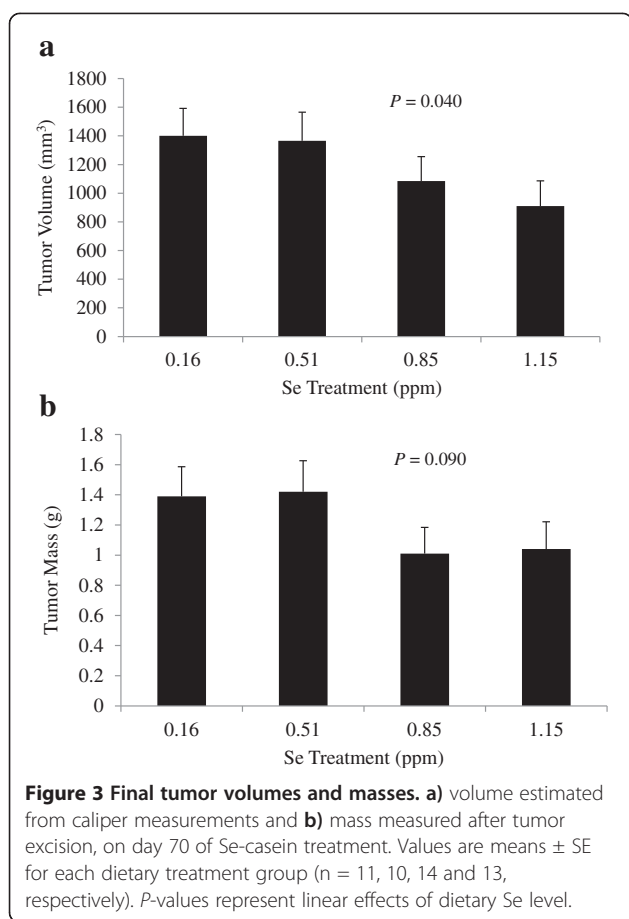 a
1800
1600
1400
1200
1000
800
600
400
200
0
Tumor Volume (mm³)
P = 0.040
0.16 0.51 0.85 1.15
Se Treatment (ppm)
b
1.8
1.6
1.4
1.2
1
0.8
0.6
0.4
0.2
0
Tumor Mass (g)
P = 0.090
0.16 0.51 0.85 1.15
Se Treatment (ppm)
Figure 3 Final tumor volumes and masses. a) volume estimated
from caliper measurements and b) mass measured after tumor
excision, on day 70 of Se-casein treatment. Values are means ± SE
for each dietary treatment group (n = 11, 10, 14 and 13,
respectively). P-values represent linear effects of dietary Se level.